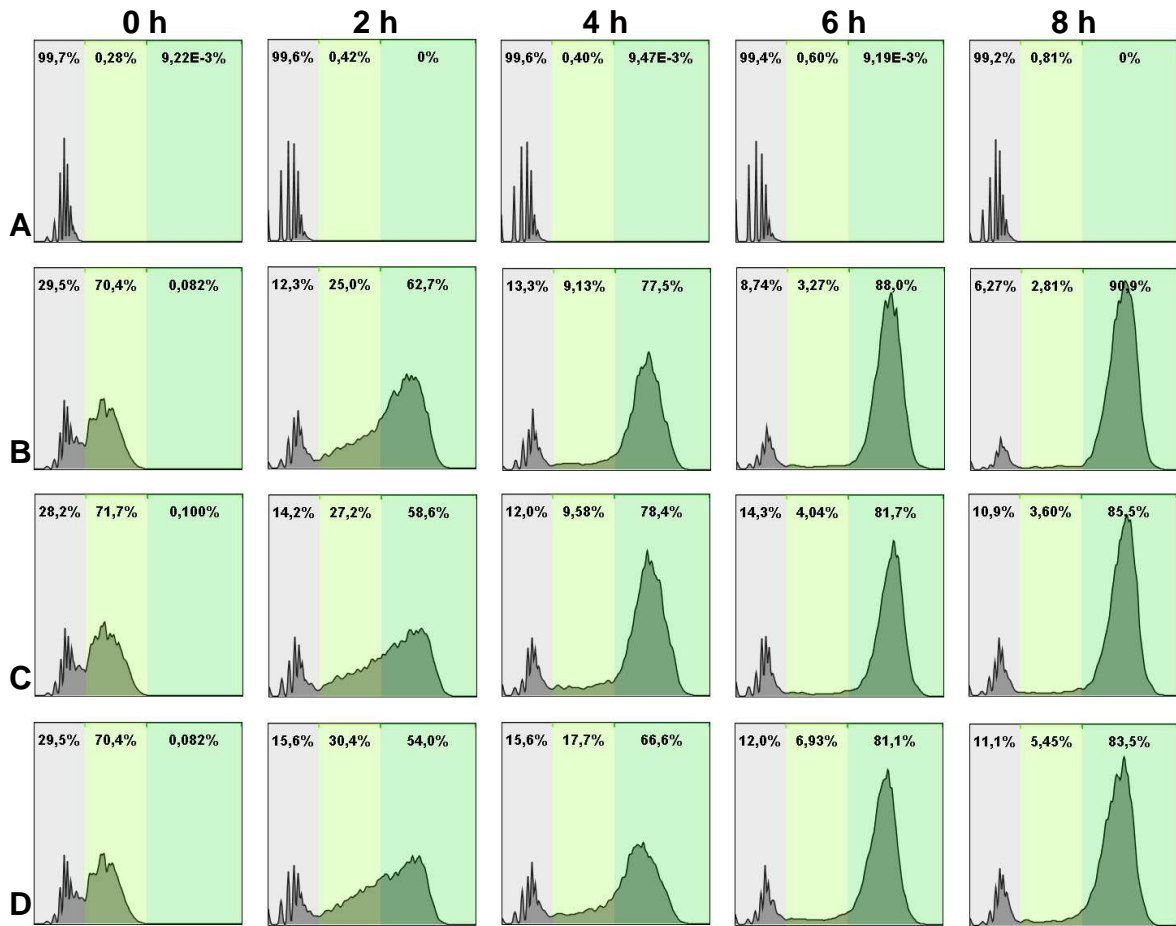 0 h 2 h 4 h 6 h 8 h
99,7% 0,28% 9,22E-3% 99,6% 0,42% 0% 99,6% 0,40% 9,47E-3% 99,4% 0,60% 9,19E-3% 99,2% 0,81% 0%
A
29,5% 70,4% 0,082% 12,3% 25,0% 62,7% 13,3% 9,13% 77,5% 8,74% 3,27% 88,0% 6,27% 2,81% 90,9%
B
28,2% 71,7% 0,100% 14,2% 27,2% 58,6% 12,0% 9,58% 78,4% 14,3% 4,04% 81,7% 10,9% 3,60% 85,5%
C
29,5% 70,4% 0,082% 15,6% 30,4% 54,0% 15,6% 17,7% 66,6% 12,0% 6,93% 81,1% 11,1% 5,45% 83,5%
D